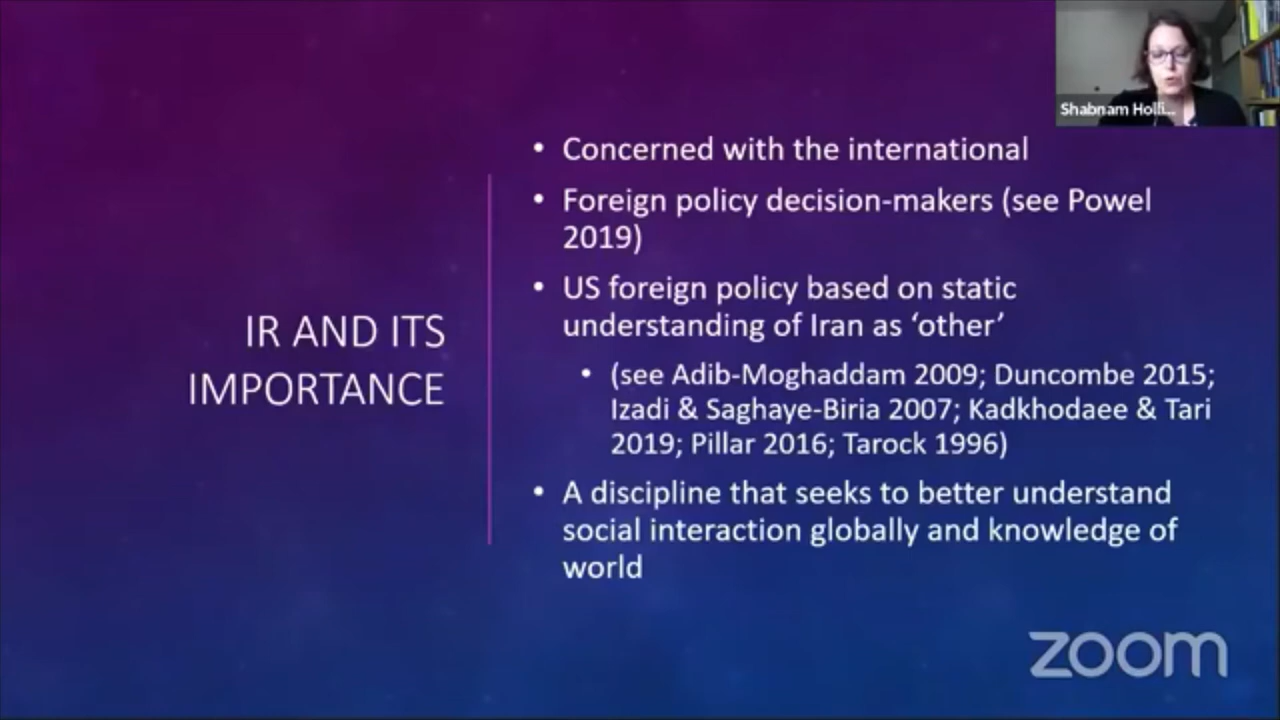 Shabnam Holli...
• Concerned with the international
• Foreign policy decision-makers (see Powel
2019)
• US foreign policy based on static
understanding of Iran as ‘other’
• (see Adib-Moghaddam 2009; Duncombe 2015;
Izadi & Saghaye-Biria 2007; Kadkhodaee & Tari
2019; Pillar 2016; Tarock 1996)
• A discipline that seeks to better understand
social interaction globally and knowledge of
world
IR AND ITS
IMPORTANCE
zoom